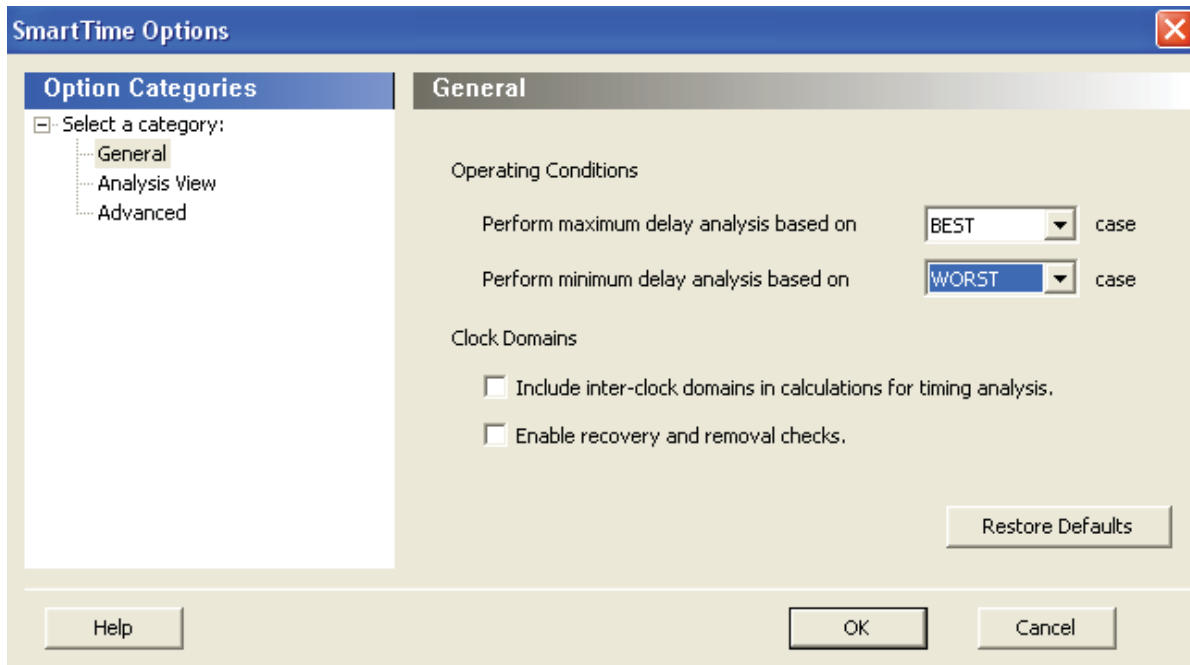 SmartTime Options
Option Categories
Select a category:
General
Analysis View
Advanced
General
Operating Conditions
Perform maximum delay analysis based on BEST case
Perform minimum delay analysis based on WORST case
Clock Domains
Include inter-clock domains in calculations for timing analysis.
Enable recovery and removal checks.
Restore Defaults
Help OK Cancel